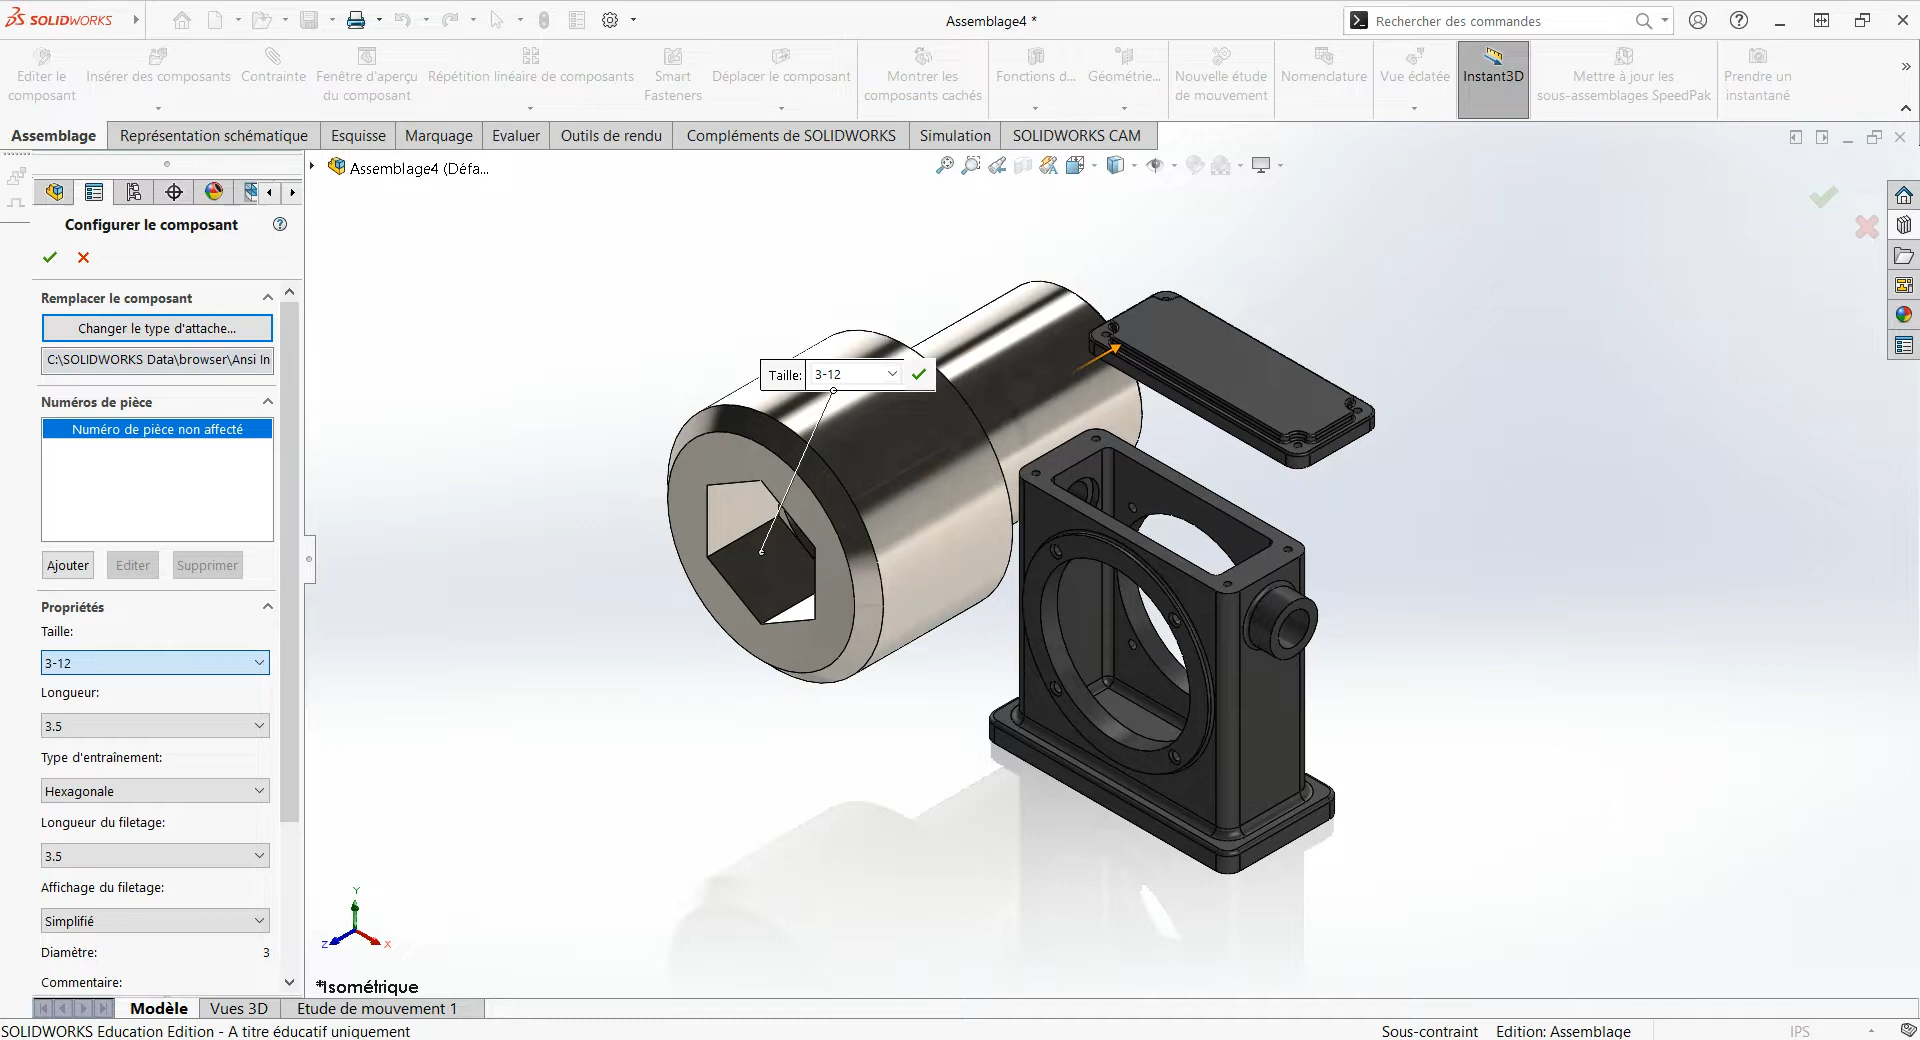 SOLIDWORKS
Assemblage4 *
Rechercher des commandes
Editer le
composant
Insérer des composants
Contrainte
Fenêtre d'aperçu
du composant
Répétition linéaire de composants
Smart
Fasteners
Déplacer le composant
Montrer les
composants cachés
Fonctions d...
Géométrie...
Nouvelle étude
de mouvement
Nomenclature
Vue éclatée
Instant3D
Mettre à jour les
sous-assemblages SpeedPak
Prendre un
instantané
Assemblage
Représentation schématique
Esquisse
Marquage
Evaluer
Outils de rendu
Compléments de SOLIDWORKS
Simulation
SOLIDWORKS CAM
Assemblage4 (Défa...
Configurer le composant
Remplacer le composant
Changer le type d'attache...
C:\SOLIDWORKS Data\browser\Ansi In
Numéros de pièce
Numéro de pièce non affecté
Ajouter
Editer
Supprimer
Propriétés
Taille:
3-12
Longueur:
3.5
Type d'entraînement:
Hexagonale
Longueur du filetage:
3.5
Affichage du filetage:
Simplifié
Diamètre: 3
Commentaire:
Taille: 3-12
Y
Z
X
*Isométrique
Modèle
Vues 3D
Etude de mouvement 1
SOLIDWORKS Education Edition - A titre éducatif uniquement
Sous-contraint
Edition: Assemblage
IPS